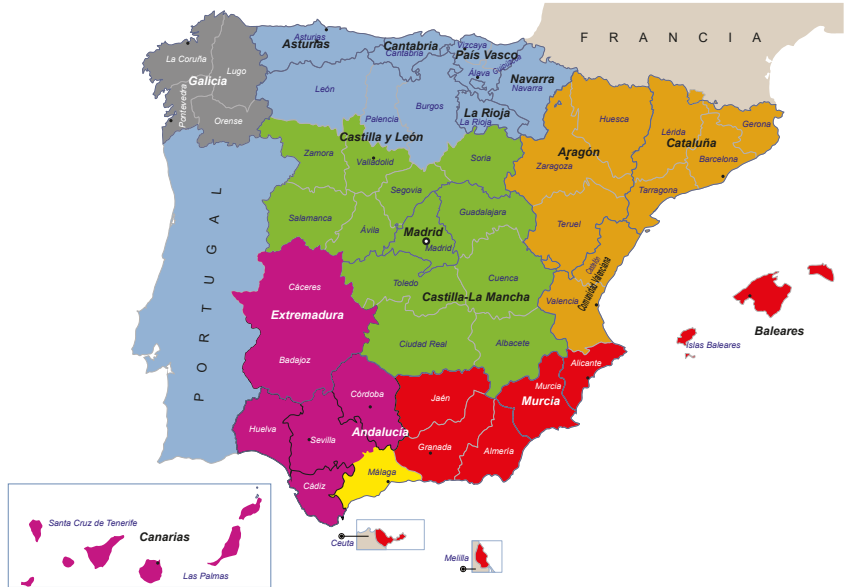 F R A N C I A
Asturias
Asturias
Cantabria
Cantabria
Vizcaya
País Vasco
Álava
Guipúzcoa
Navarra
Navarra
La Coruña
Lugo
Galicia
Pontevedra
Orense
León
Palencia
Burgos
La Rioja
La Rioja
Castilla y León
Zamora
Valladolid
Soria
Segovia
Salamanca
Ávila
Huesca
Aragón
Zaragoza
Teruel
Lérida
Gerona
Cataluña
Barcelona
Tarragona
Guadalajara
Madrid
Madrid
Toledo
Cuenca
Castilla-La Mancha
Ciudad Real
Albacete
Castellón
Comunidad Valenciana
Valencia
Baleares
Islas Baleares
P O R T U G A L
Cáceres
Extremadura
Badajoz
Alicante
Murcia
Murcia
Córdoba
Jaén
Andalucía
Huelva
Sevilla
Granada
Almería
Málaga
Cádiz
Santa Cruz de Tenerife
Canarias
Las Palmas
Ceuta
Melilla